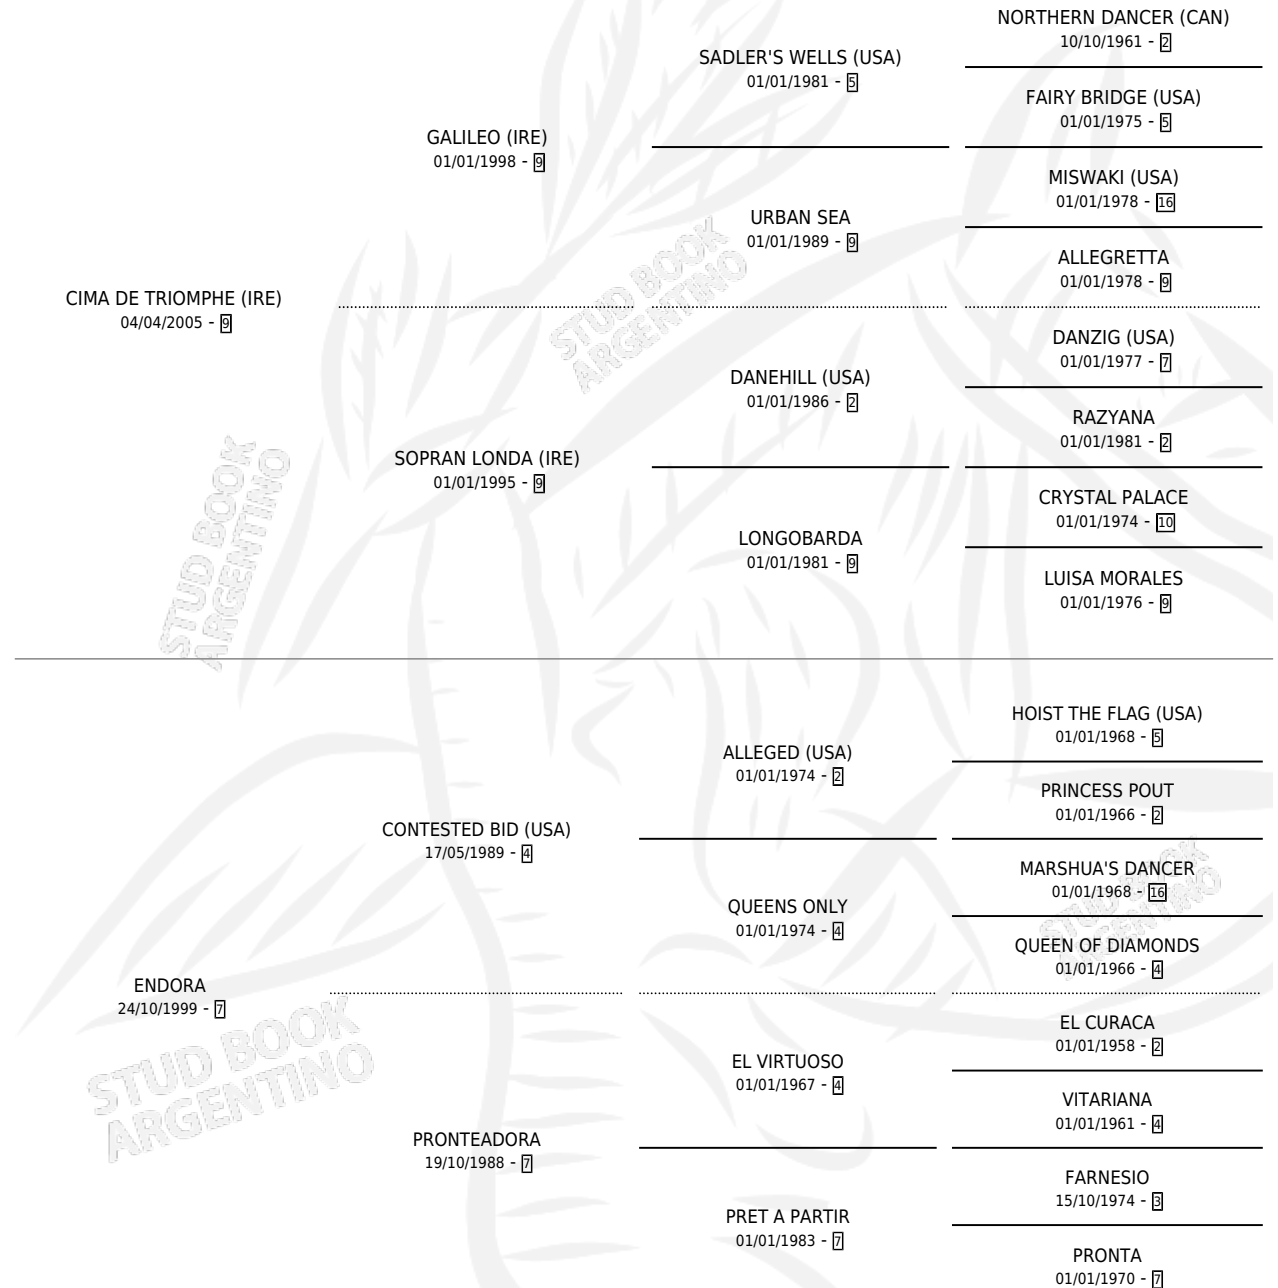 NORTHERN DANCER (CAN)
10/10/1961 - 2
SADLER'S WELLS (USA)
01/01/1981 - 5
FAIRY BRIDGE (USA)
01/01/1975 - 5
GALILEO (IRE)
01/01/1998 - 9
MISWAKI (USA)
01/01/1978 - 16
URBAN SEA
01/01/1989 - 9
ALLEGRETTA
01/01/1978 - 9
CIMA DE TRIOMPHE (IRE)
04/04/2005 - 9
DANZIG (USA)
01/01/1977 - 7
DANEHILL (USA)
01/01/1986 - 2
RAZYANA
01/01/1981 - 2
SOPRAN LONDA (IRE)
01/01/1995 - 9
CRYSTAL PALACE
01/01/1974 - 10
LONGOBARDA
01/01/1981 - 9
LUISA MORALES
01/01/1976 - 9
STUD BOOK
ARGENTINO
STUD BOOK
ARGENTINO
HOIST THE FLAG (USA)
01/01/1968 - 5
ALLEGED (USA)
01/01/1974 - 2
PRINCESS POUT
01/01/1966 - 2
CONTESTED BID (USA)
17/05/1989 - 4
MARSHUA'S DANCER
01/01/1968 - 16
QUEENS ONLY
01/01/1974 - 4
QUEEN OF DIAMONDS
01/01/1966 - 4
STUD BOOK
ARGENTINO
ENDORA
24/10/1999 - 7
EL CURACA
01/01/1958 - 2
EL VIRTUOSO
01/01/1967 - 4
VITARIANA
01/01/1961 - 4
PRONTEADORA
19/10/1988 - 7
FARNESIO
15/10/1974 - 3
PRET A PARTIR
01/01/1983 - 7
PRONTA
01/01/1970 - 7
STUD BOOK
ARGENTINO